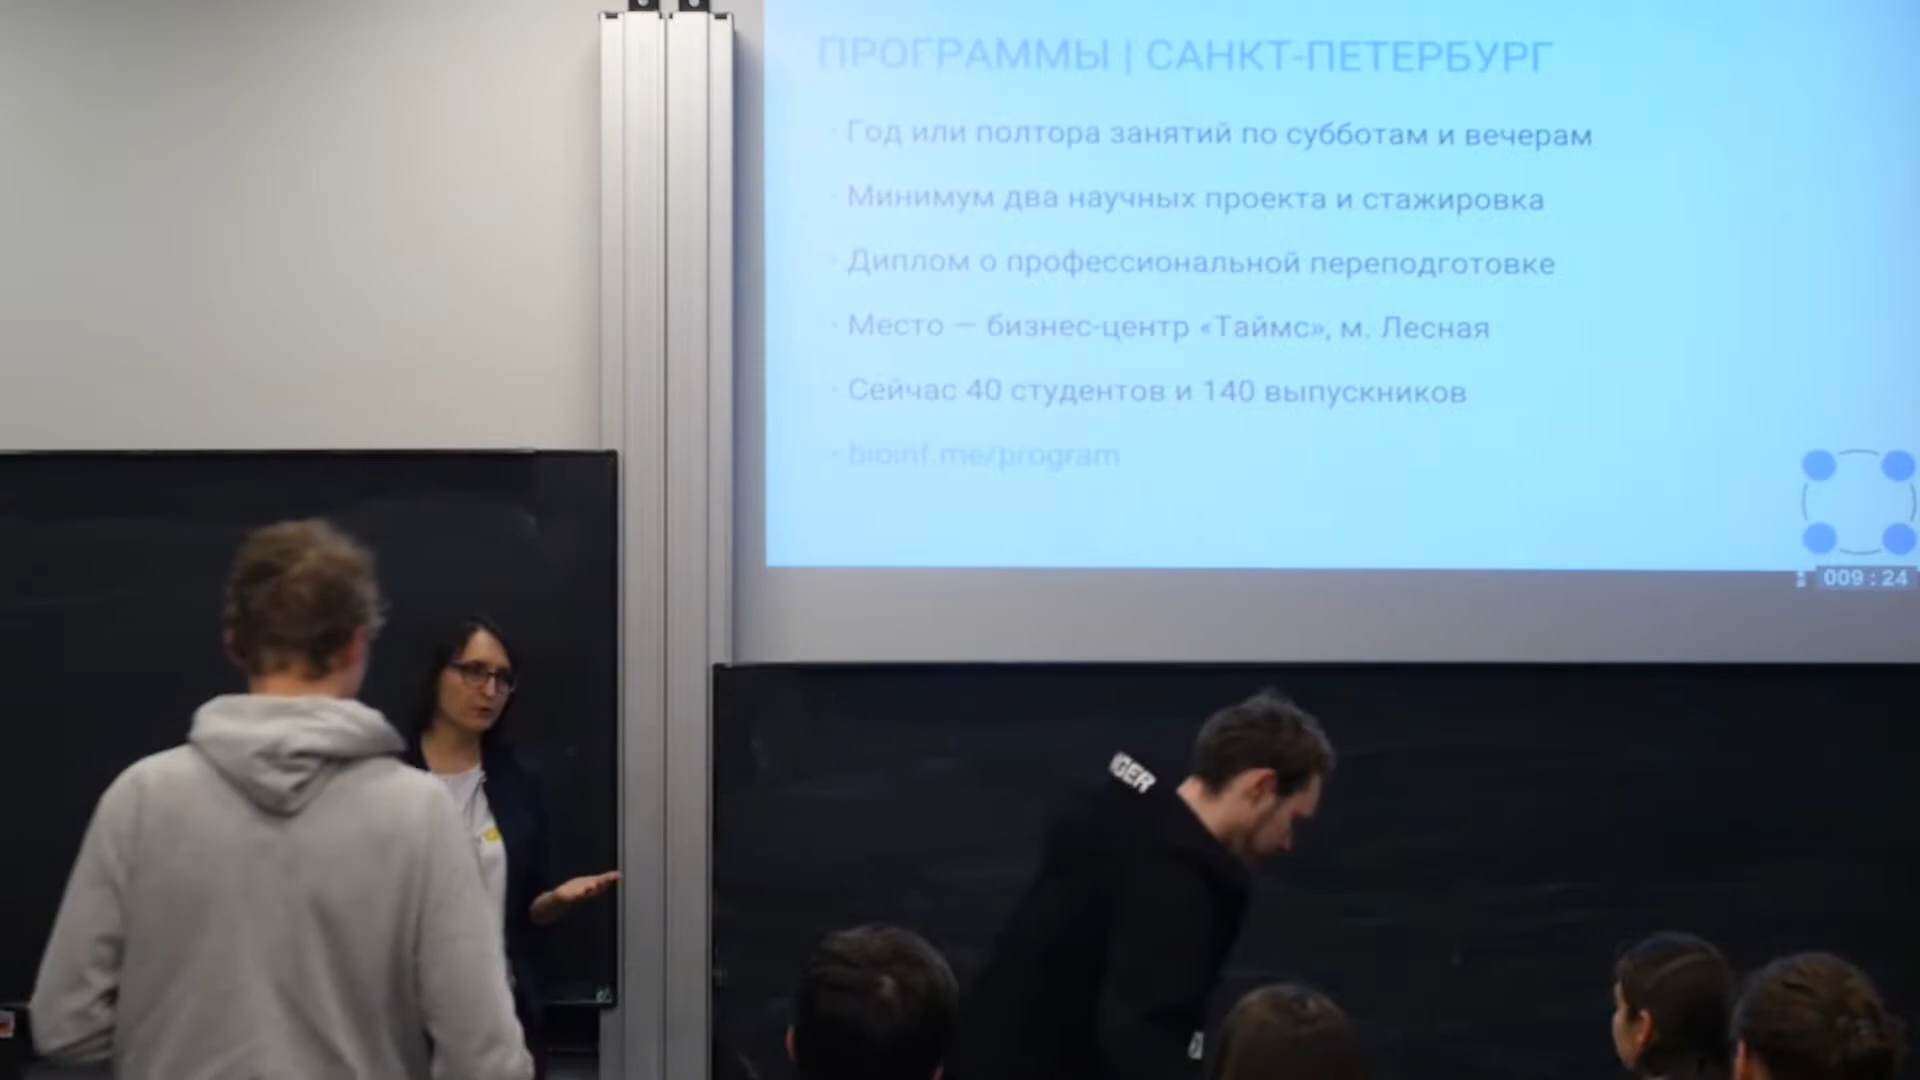 ПРОГРАММЫ | САНКТ-ПЕТЕРБУРГ
· Год или полтора занятий по субботам и вечерам
· Минимум два научных проекта и стажировка
· Диплом о профессиональной переподготовке
· Место — бизнес-центр «Таймс», м. Лесная
· Сейчас 40 студентов и 140 выпускников
· bioinf.me/program
009 : 24
GER